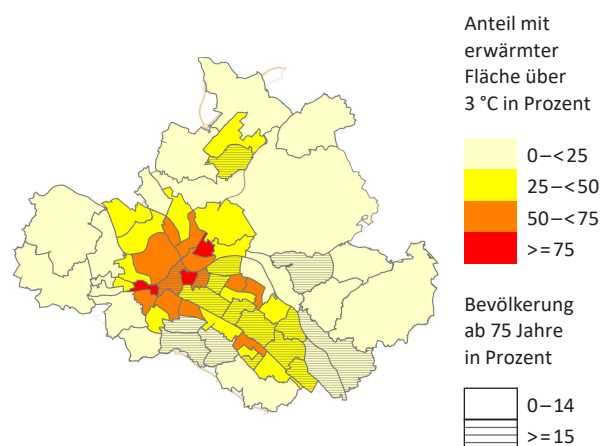 Anteil mit
erwärmter
Fläche über
3 °C in Prozent
0–<25
25–<50
50–<75
>=75
Bevölkerung
ab 75 Jahre
in Prozent
0–14
>=15